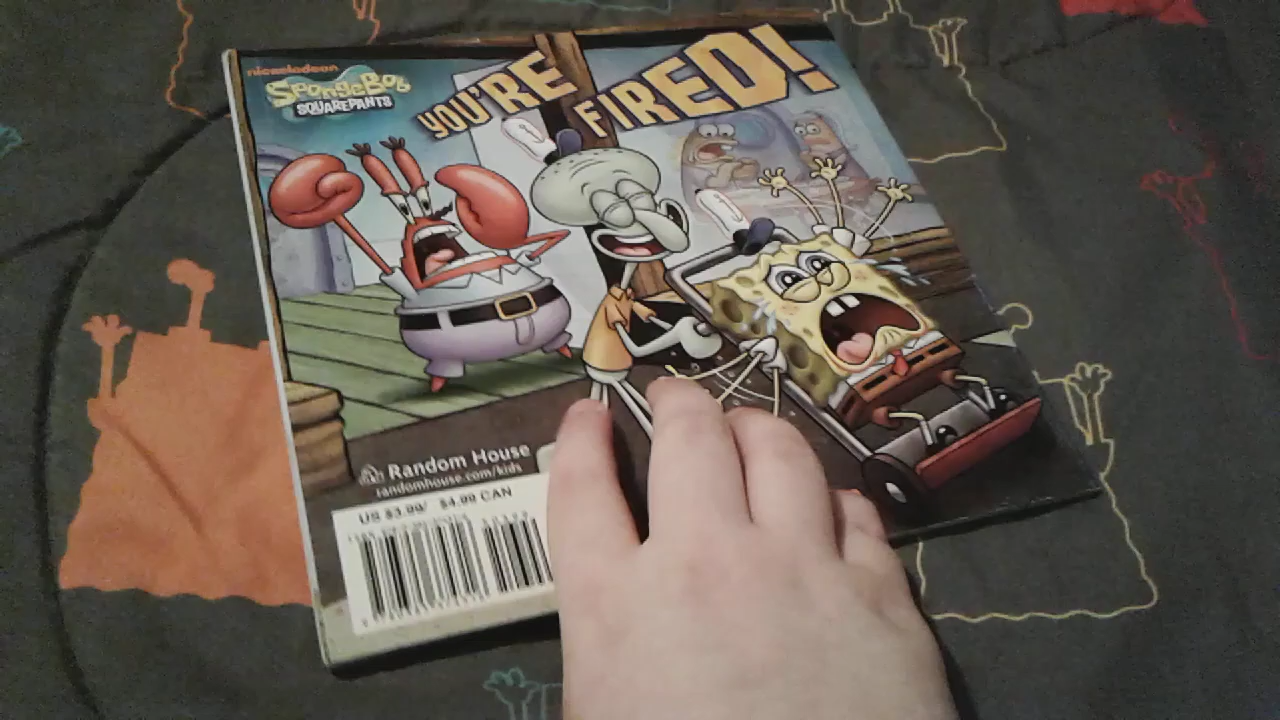 nickelodeon
SpongeBob
SQUAREPANTS
YOU'RE
FIRED!
Random House
randomhouse.com/kids
US $3.99/ $4.99 CAN